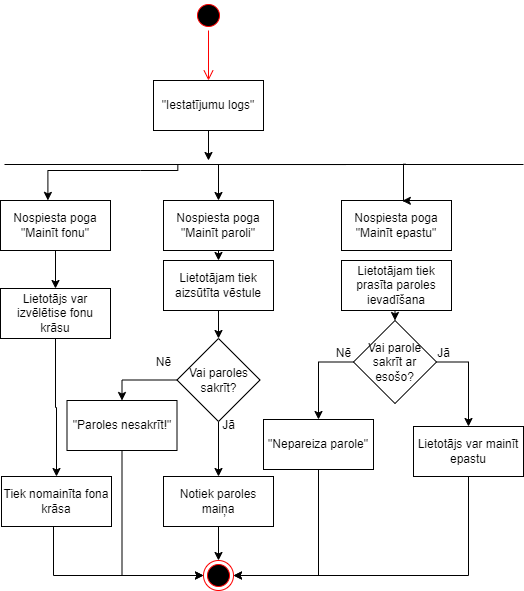 "Iestatījumu logs"
Nospiesta poga
"Mainīt fonu"
Nospiesta poga
"Mainīt paroli"
Nospiesta poga
"Mainīt epastu"
Lietotājs var
izvēlētise fonu
krāsu
Lietotājam tiek
aizsūtīta vēstule
Lietotājam tiek
prasīta paroles
ievadīšana
Nē
Vai paroles
sakrīt?
Jā
Nē
Vai parole
sakrīt ar
esošo?
Jā
"Paroles nesakrīt!"
"Nepareiza parole"
Lietotājs var mainīt
epastu
Tiek nomainīta fona
krāsa
Notiek paroles
maiņa